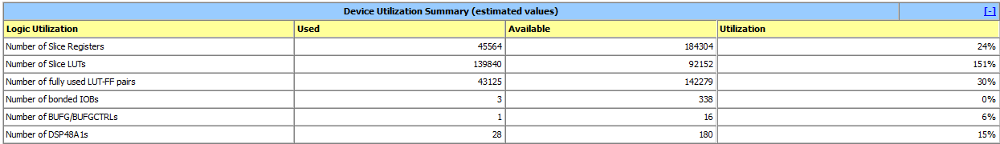 Device Utilization Summary (estimated values) [-]
Logic Utilization Used Available Utilization
Number of Slice Registers 45564 184304 24%
Number of Slice LUTs 139840 92152 151%
Number of fully used LUT-FF pairs 43125 142279 30%
Number of bonded IOBs 3 338 0%
Number of BUFG/BUFGCTRLs 1 16 6%
Number of DSP48A1s 28 180 15%